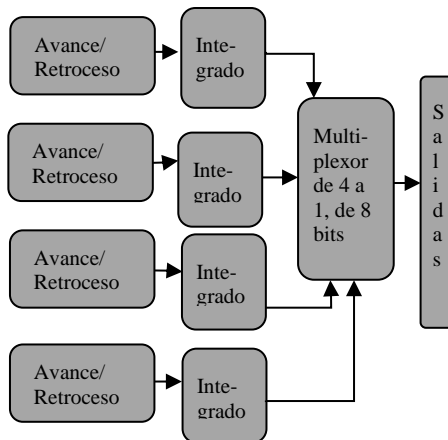 Avance/
Retroceso
Inte-
grado
Avance/
Retroceso
Inte-
grado
Avance/
Retroceso
Inte-
grado
Avance/
Retroceso
Inte-
grado
Multi-
plexor
de 4 a
1, de 8
bits
S
a
l
i
d
a
s